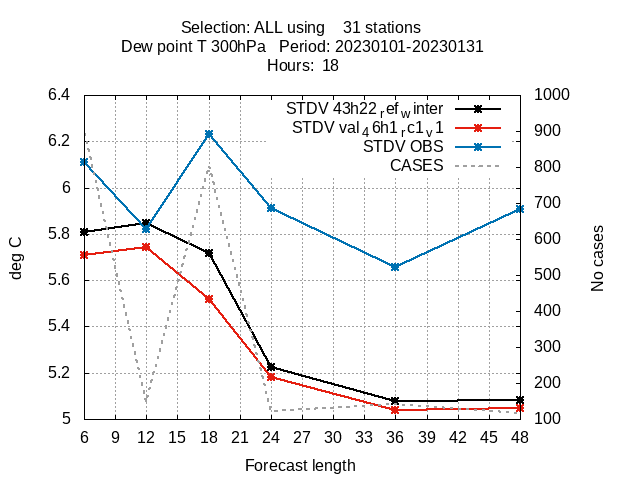 Selection: ALL using    31 stations
Dew point T 300hPa   Period: 20230101-20230131
Hours:  18
6.4
6.2
6
5.8
5.6
5.4
5.2
5
1000
900
800
700
600
500
400
300
200
100
STDV 43h22refwinter
STDV val46h1rc1v1
STDV OBS
CASES
deg C
No cases
6 9 12 15 18 21 24 27 30 33 36 39 42 45 48
Forecast length